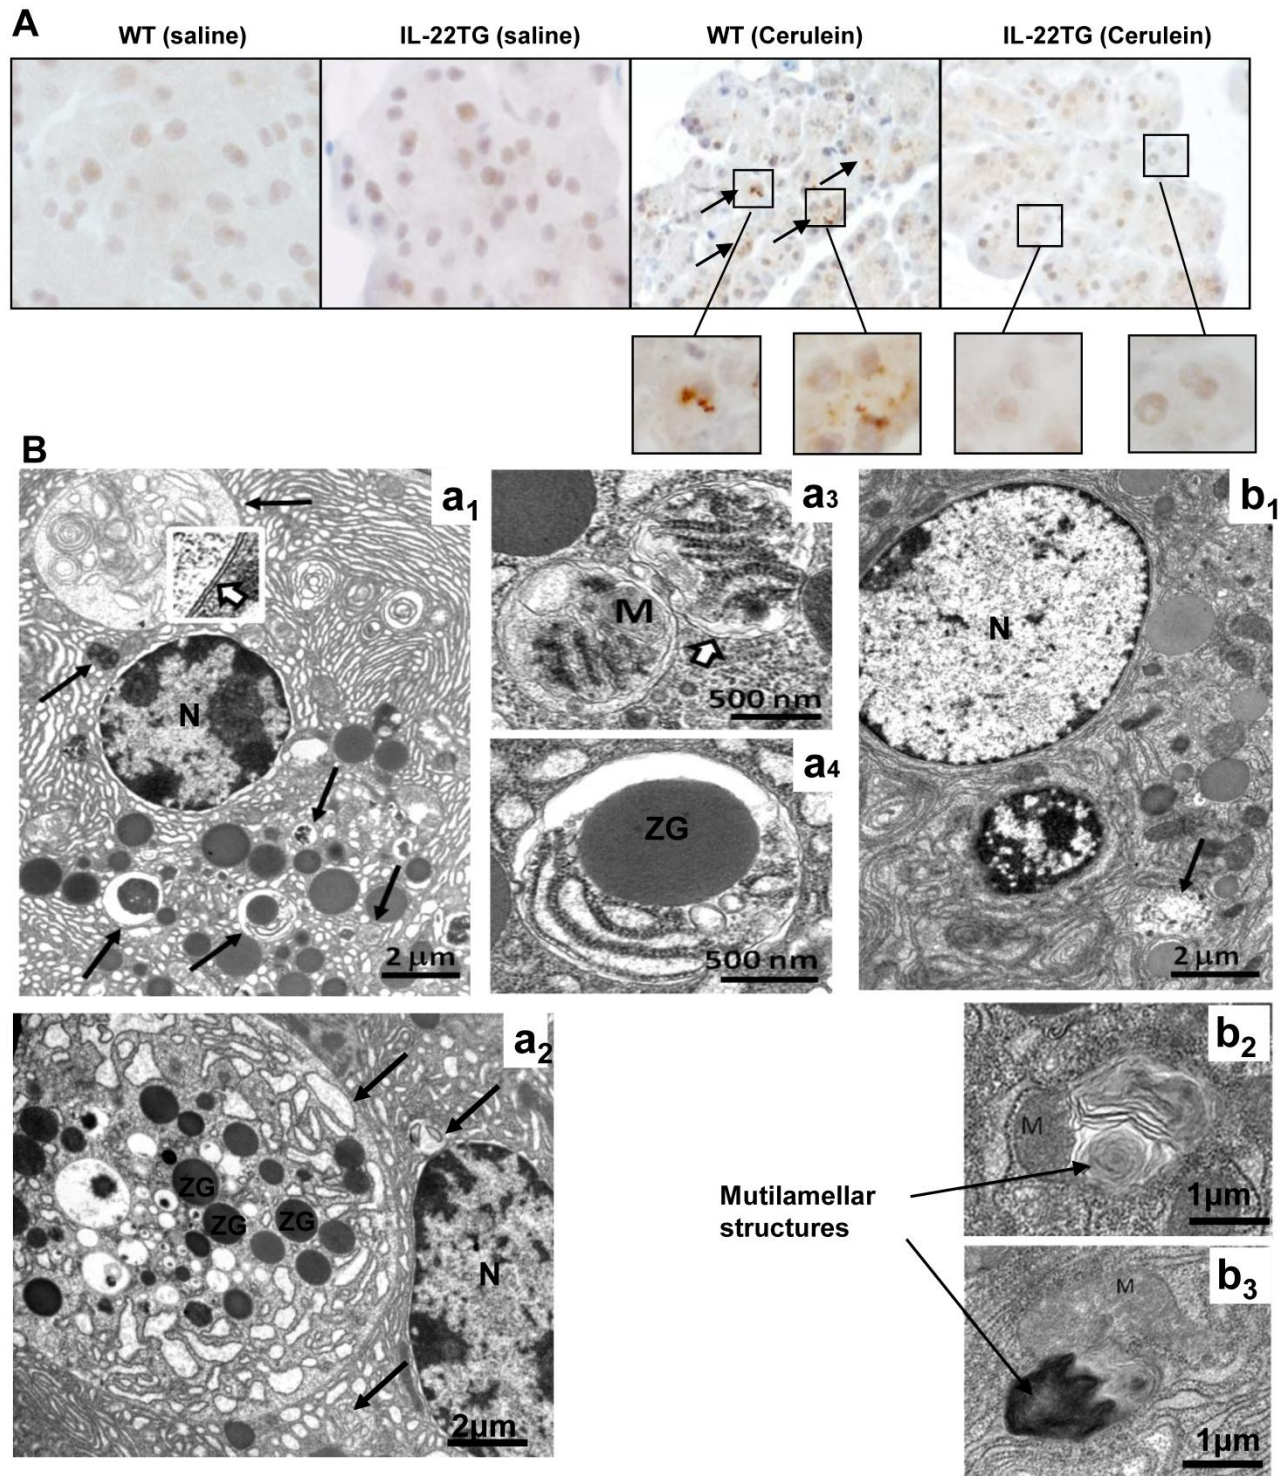 A
WT (saline)
IL-22TG (saline)
WT (Cerulein)
IL-22TG (Cerulein)
B
a1
N
2 μm
a3
M
500 nm
a4
ZG
500 nm
b1
N
2 μm
a2
ZG
ZG
ZG
N
2μm
b2
M
1μm
Mutilamellar
structures
b3
M
1μm